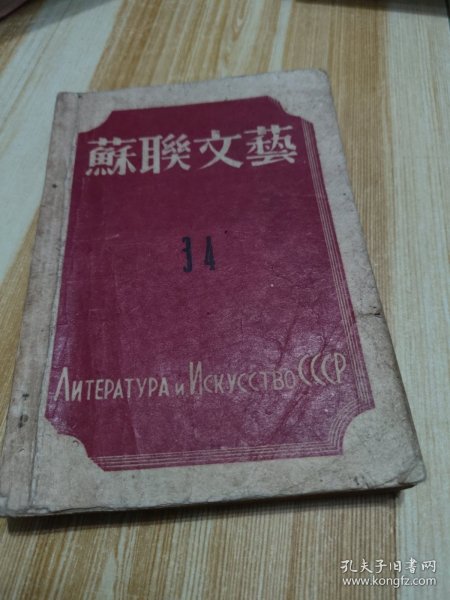 蘇聯文藝
34
Литература и Искусство СССР
孔夫子旧书网
www.kongfz.com